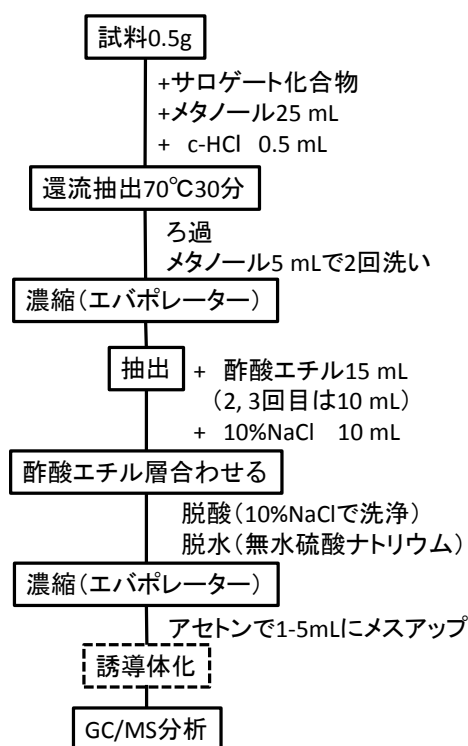 試料0.5g
+サロゲート化合物
+メタノール25 mL
+ c-HCl 0.5 mL
還流抽出70℃30分
ろ過
メタノール5 mLで2回洗い
濃縮(エバポレーター)
抽出
+ 酢酸エチル15 mL
(2, 3回目は10 mL)
+ 10%NaCl 10 mL
酢酸エチル層合わせる
脱酸(10%NaClで洗浄)
脱水(無水硫酸ナトリウム)
濃縮(エバポレーター)
アセトンで1-5mLにメスアップ
誘導体化
GC/MS分析